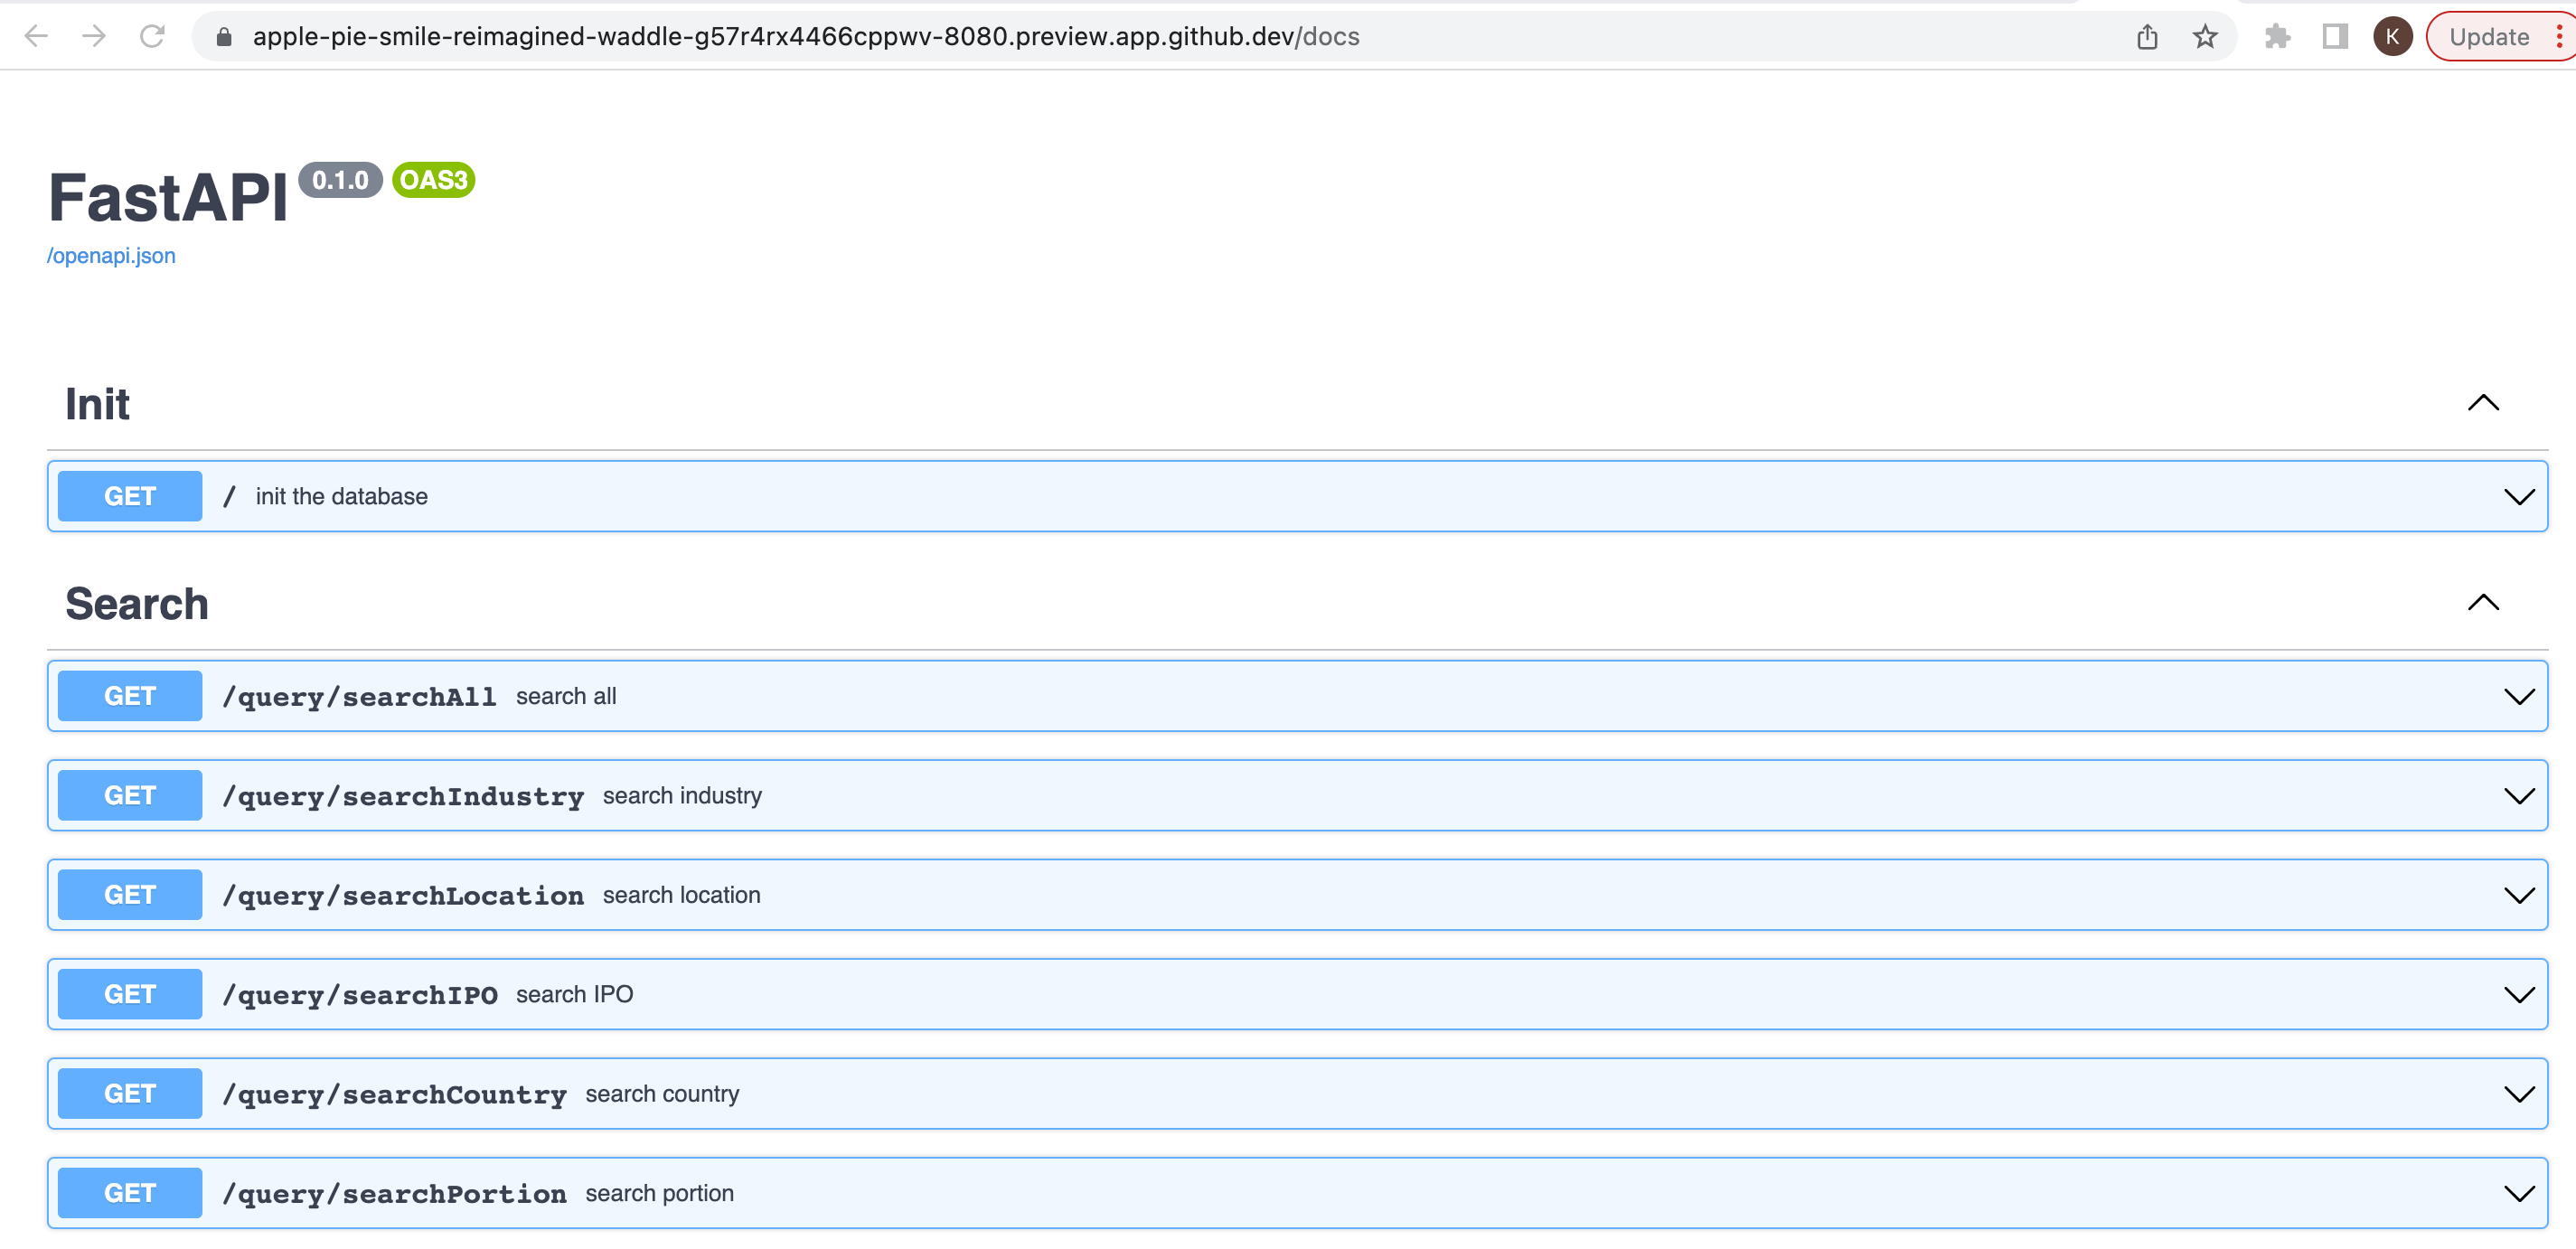 apple-pie-smile-reimagined-waddle-g57r4rx4466cppwv-8080.preview.app.github.dev/docs K Update
FastAPI 0.1.0 OAS3
/openapi.json
Init
GET / init the database
Search
GET /query/searchAll search all
GET /query/searchIndustry search industry
GET /query/searchLocation search location
GET /query/searchIPO search IPO
GET /query/searchCountry search country
GET /query/searchPortion search portion